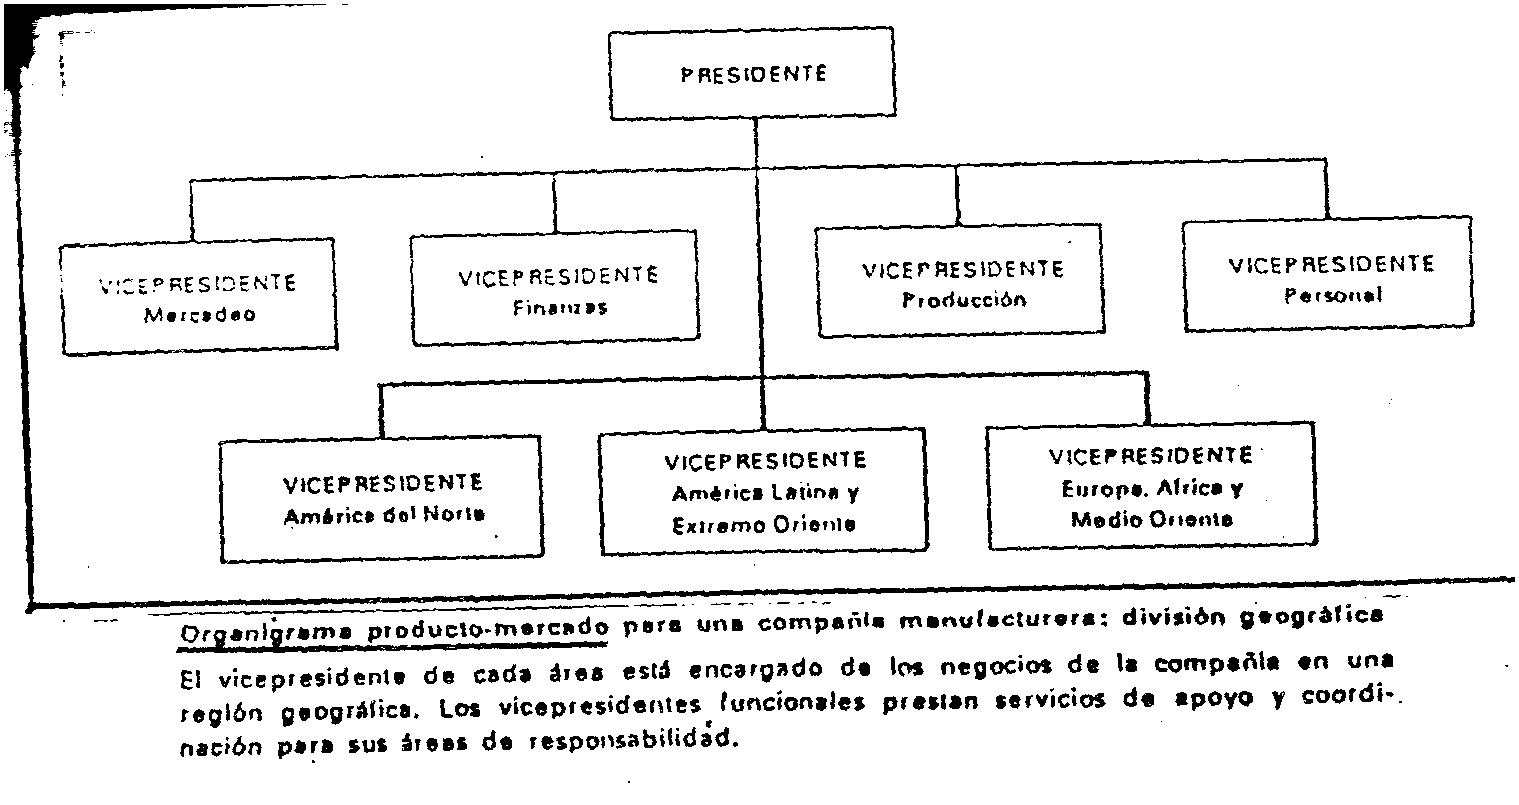 PRESIDENTE
VICEPRESIDENTE
Mercadeo
VICEPRESIDENTE
Finanzas
VICEPRESIDENTE
Producción
VICEPRESIDENTE
Personal
VICEPRESIDENTE
América del Norte
VICEPRESIDENTE
América Latina y
Extremo Oriente
VICEPRESIDENTE
Europa, Africa y
Medio Oriente
Organigrama producto-mercado para una compañía manufacturera: división geográfica
El vicepresidente de cada área está encargado de los negocios de la compañía en una
región geográfica. Los vicepresidentes funcionales prestan servicios de apoyo y coordi-
nación para sus áreas de responsabilidad.